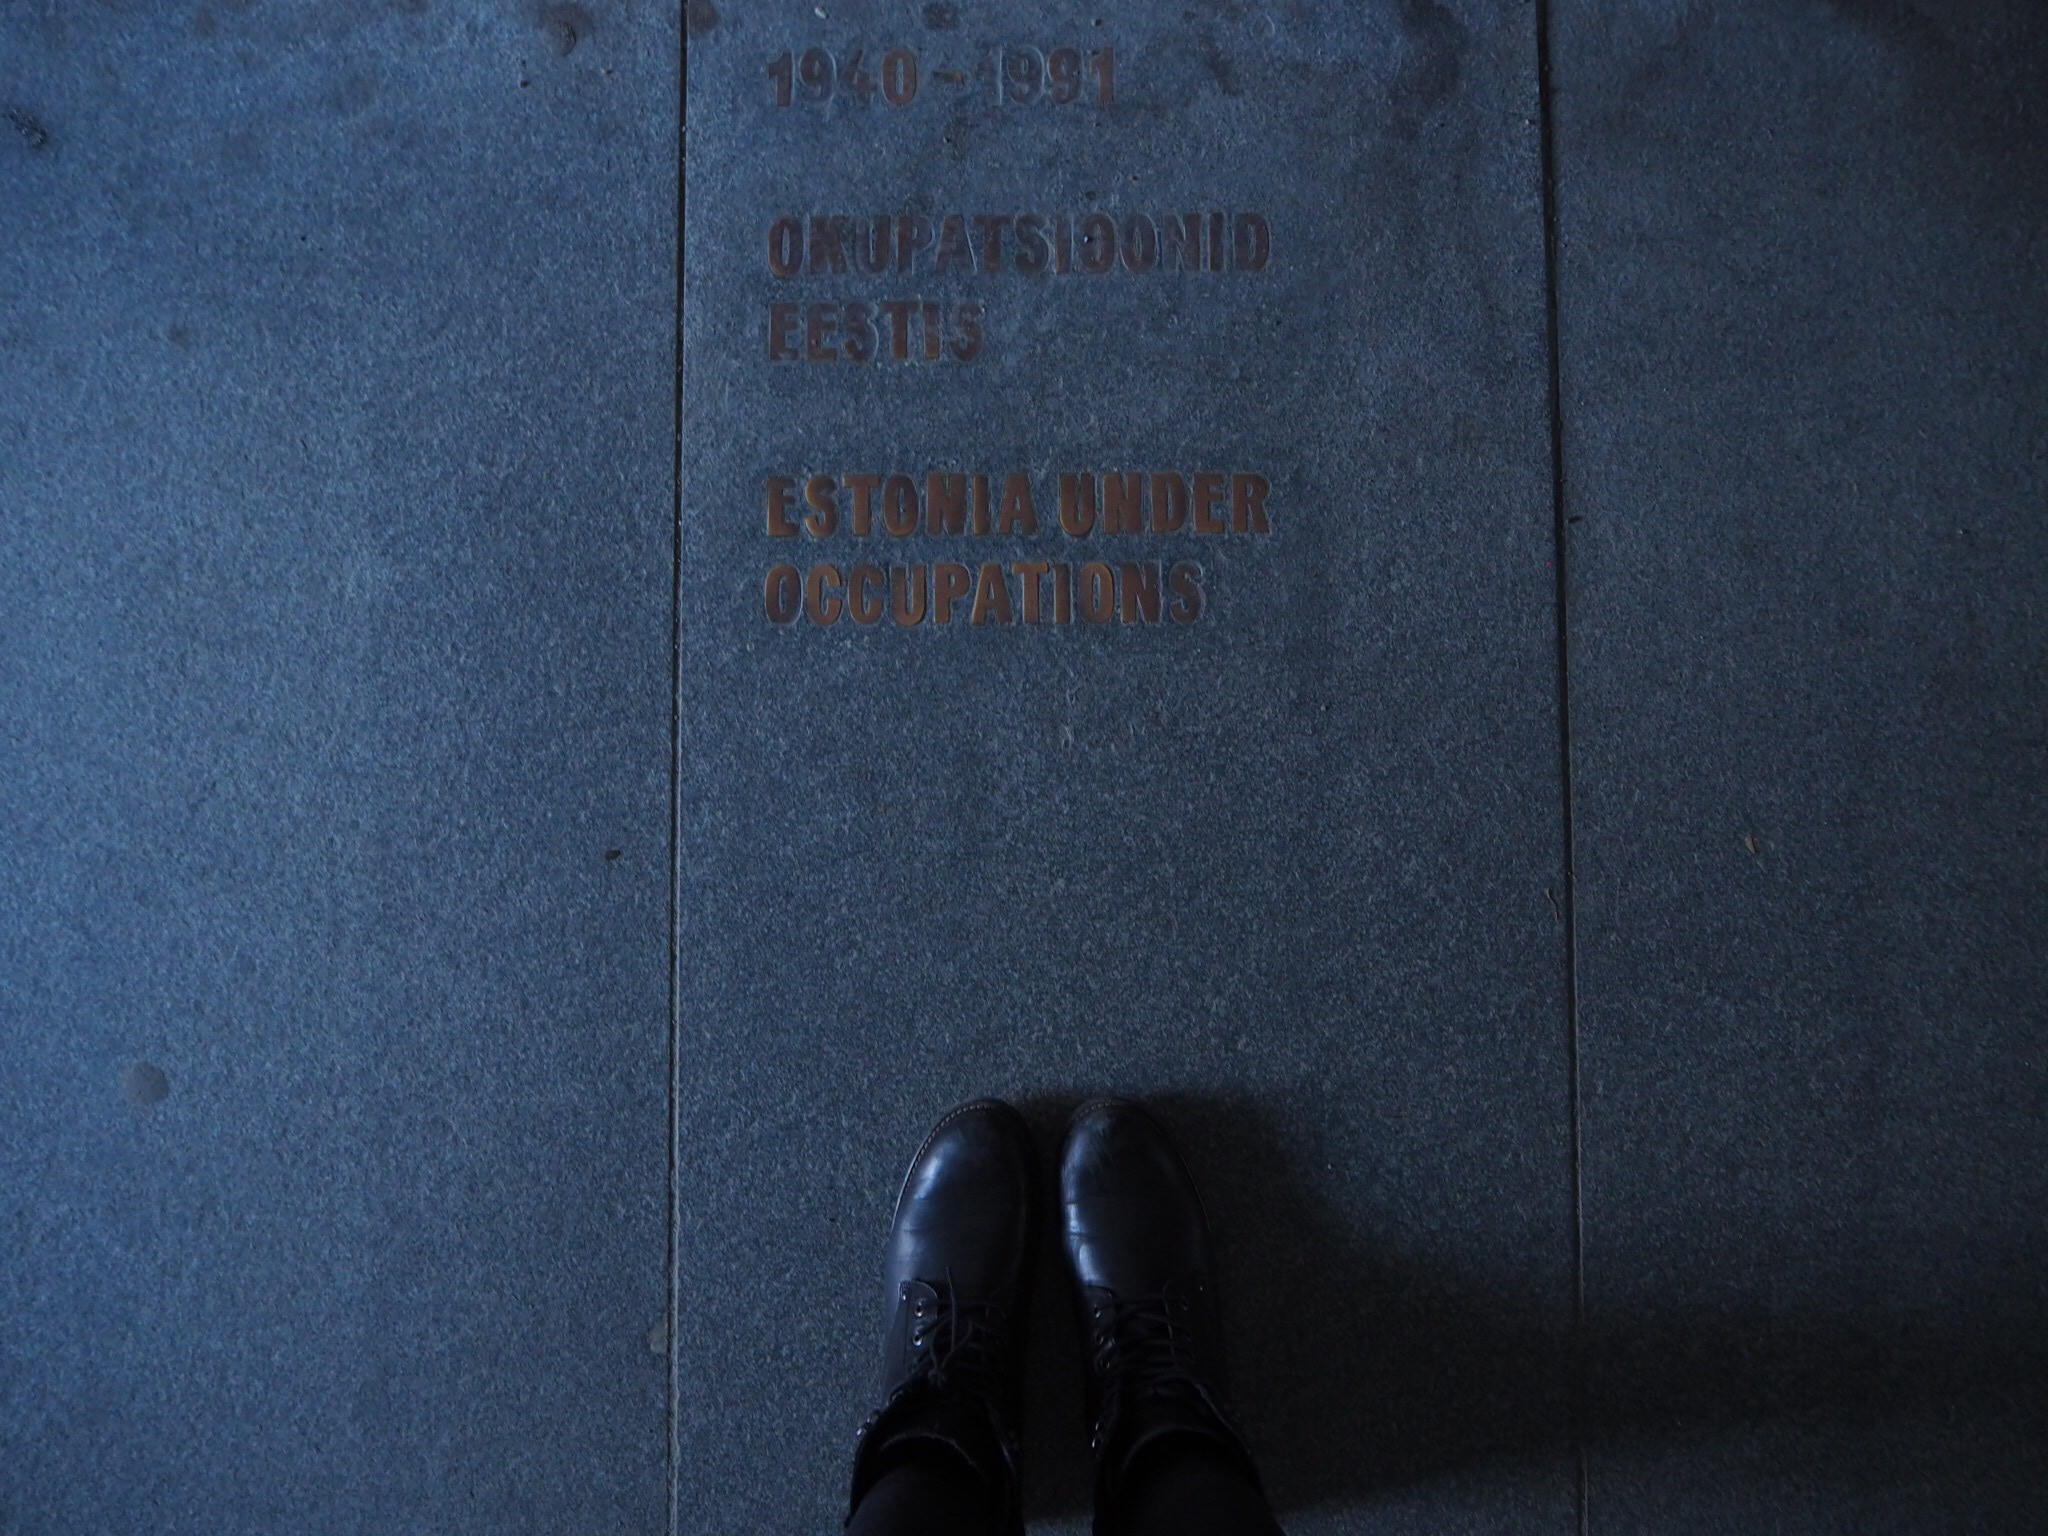 1940 - 1991
OKUPATSIOONID
EESTIS
ESTONIA UNDER
OCCUPATIONS